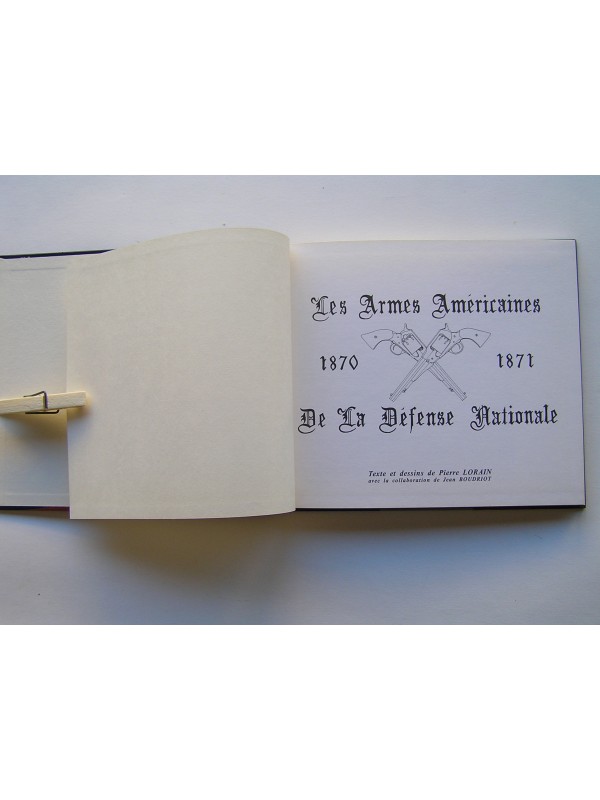 Les Armes Américaines
1870 1871
De La Défense Nationale
Texte et dessins de Pierre LORAIN
avec la collaboration de Jean BOUDRIOT